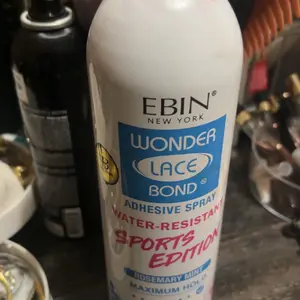 EBIN®
NEW YORK
WONDER
LACE
BOND®
ADHESIVE SPRAY
WATER-RESISTANT
SPORTS
EDITION
ROSEMARY MINT
MAXIMUM HOLD